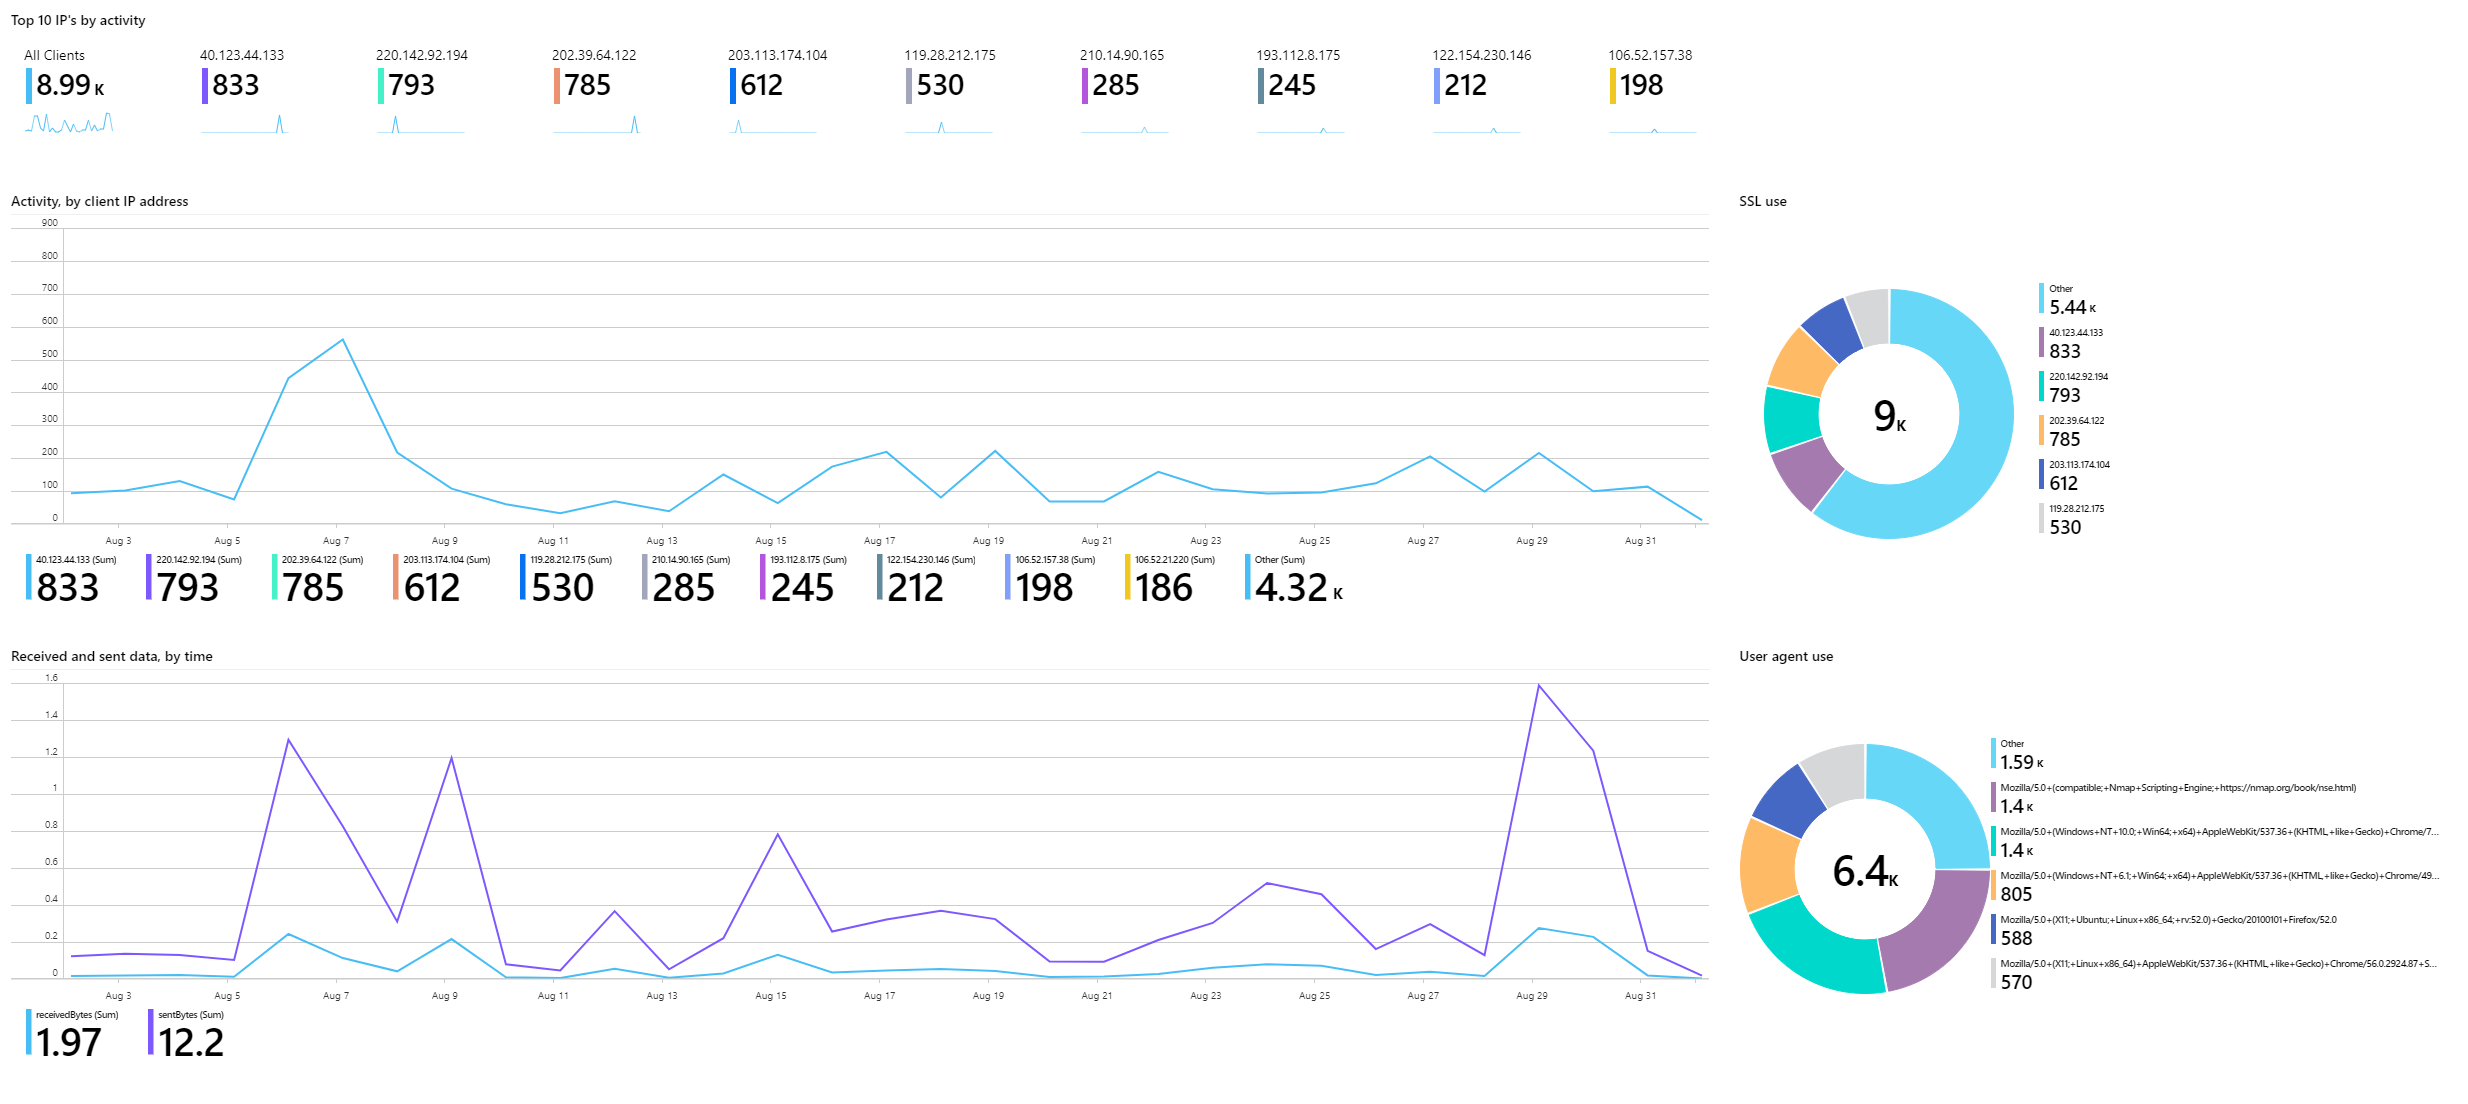 Top 10 IP's by activity
All Clients
8.99 K
40.123.44.133
833
220.142.92.194
793
202.39.64.122
785
203.113.174.104
612
119.28.212.175
530
210.14.90.165
285
193.112.8.175
245
122.154.230.146
212
106.52.157.38
198
Activity, by client IP address
900
800
700
600
500
400
300
200
100
0
Aug 3
Aug 5
Aug 7
Aug 9
Aug 11
Aug 13
Aug 15
Aug 17
Aug 19
Aug 21
Aug 23
Aug 25
Aug 27
Aug 29
Aug 31
40.123.44.133 (Sum)
833
220.142.92.194 (Sum)
793
202.39.64.122 (Sum)
785
203.113.174.104 (Sum)
612
119.28.212.175 (Sum)
530
210.14.90.165 (Sum)
285
193.112.8.175 (Sum)
245
122.154.230.146 (Sum)
212
106.52.157.38 (Sum)
198
106.52.21.220 (Sum)
186
Other (Sum)
4.32 K
SSL use
9K
Other
5.44 K
40.123.44.133
833
220.142.92.194
793
202.39.64.122
785
203.113.174.104
612
119.28.212.175
530
Received and sent data, by time
1.6
1.4
1.2
1
0.8
0.6
0.4
0.2
0
Aug 3
Aug 5
Aug 7
Aug 9
Aug 11
Aug 13
Aug 15
Aug 17
Aug 19
Aug 21
Aug 23
Aug 25
Aug 27
Aug 29
Aug 31
receivedBytes (Sum)
1.97
sentBytes (Sum)
12.2
User agent use
6.4K
Other
1.59 K
Mozilla/5.0+(compatible;+Nmap+Scripting+Engine;+https://nmap.org/book/nse.html)
1.4 K
Mozilla/5.0+(Windows+NT+10.0;+Win64;+x64)+AppleWebKit/537.36+(KHTML,+like+Gecko)+Chrome/7...
1.4 K
Mozilla/5.0+(Windows+NT+6.1;+Win64;+x64)+AppleWebKit/537.36+(KHTML,+like+Gecko)+Chrome/49...
805
Mozilla/5.0+(X11;+Ubuntu;+Linux+x86_64;+rv:52.0)+Gecko/20100101+Firefox/52.0
588
Mozilla/5.0+(X11;+Linux+x86_64)+AppleWebKit/537.36+(KHTML,+like+Gecko)+Chrome/56.0.2924.87+S...
570